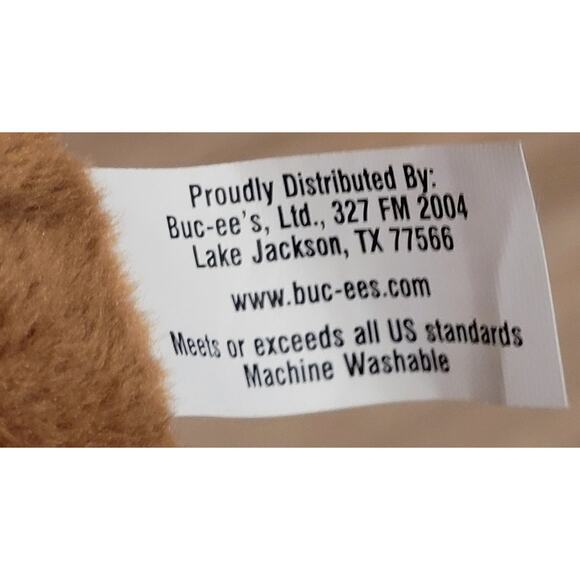 Proudly Distributed By:
Buc-ee's, Ltd., 327 FM 2004
Lake Jackson, TX 77566
www.buc-ees.com
Meets or exceeds all US standards
Machine Washable